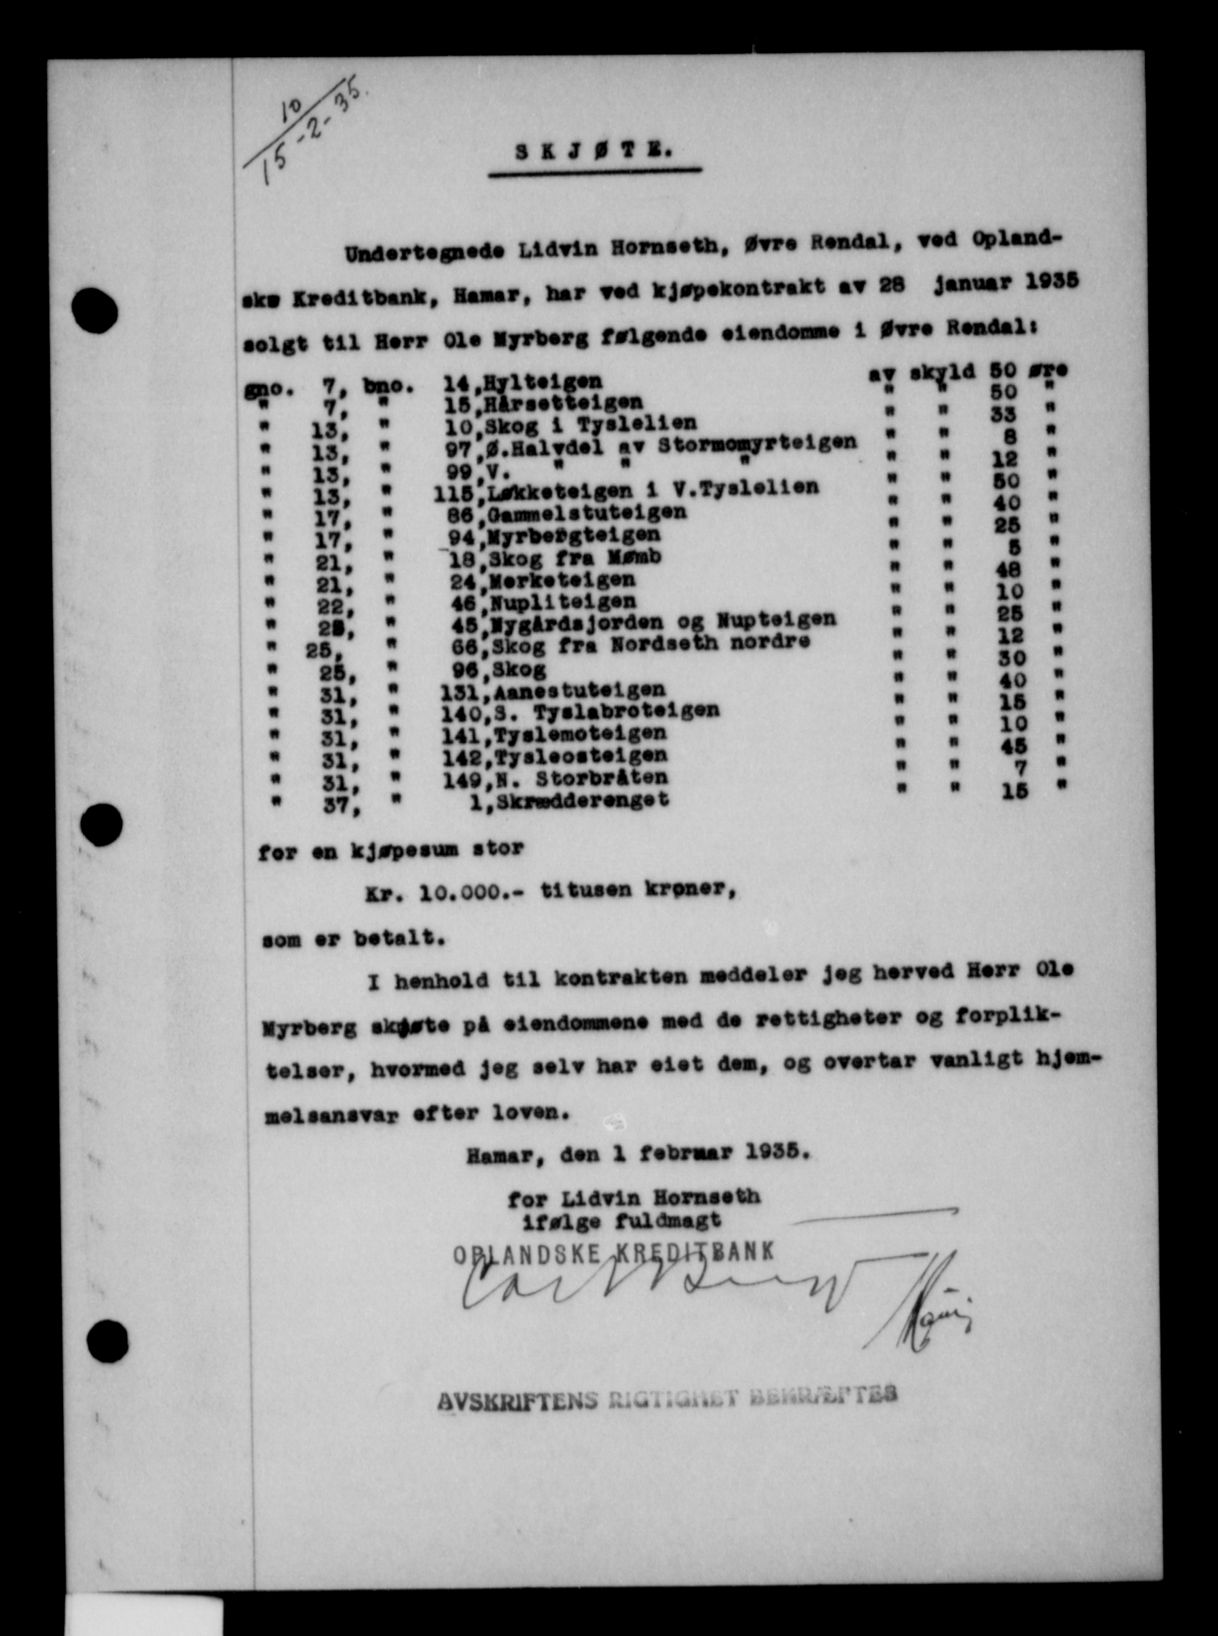 10
15-2-35.
SKJØTE.
Undertegnede Lidvin Hornseth, Øvre Rendal, ved Opland-
ske Kreditbank, Hamar, har ved kjøpekontrakt av 28 januar 1935
solgt til Herr Ole Myrberg følgende eiendomme i Øvre Rendal:
gno. 7, bno. 14,Hylteigen av skyld 50 øre
" 7, " 15,Hårsetteigen " " 50 "
" 13, " 10,Skog i Tyslelien " " 33 "
" 13, " 97,Ø.Halvdel av Stormomyrteigen " " 8 "
" 13, " 99,V. " " " " " 12 "
" 13, " 115,Løkketeigen i V.Tyslelien " " 50 "
" 17, " 86,Gammelstuteigen " " 40 "
" 17, " 94,Myrbergteigen " " 25 "
" 21, " 18,Skog fra Mømb " " 5 "
" 21, " 24,Merketeigen " " 48 "
" 22, " 46,Nupliteigen " " 10 "
" 25, " 45,Nygårdsjorden og Nupteigen " " 25 "
" 25, " 66,Skog fra Nordseth nordre " " 12 "
" 25, " 96,Skog " " 30 "
" 31, " 131,Aanestuteigen " " 40 "
" 31, " 140,S. Tyslabroteigen " " 15 "
" 31, " 141,Tyslemoteigen " " 10 "
" 31, " 142,Tysleosteigen " " 45 "
" 31, " 149,N. Storbråten " " 7 "
" 37, " 1,Skrædderenget " " 15 "
for en kjøpesum stor
Kr. 10.000.- titusen kroner,
som er betalt.
I henhold til kontrakten meddeler jeg herved Herr Ole
Myrberg skjøte på eiendommene med de rettigheter og forplik-
telser, hvormed jeg selv har eiet dem, og overtar vanligt hjem-
melsansvar efter loven.
Hamar, den 1 februar 1935.
for Lidvin Hornseth
ifølge fuldmagt
OPLANDSKE KREDITBANK
AVSKRIFTENS RIGTIGHET BEKRÆFTES